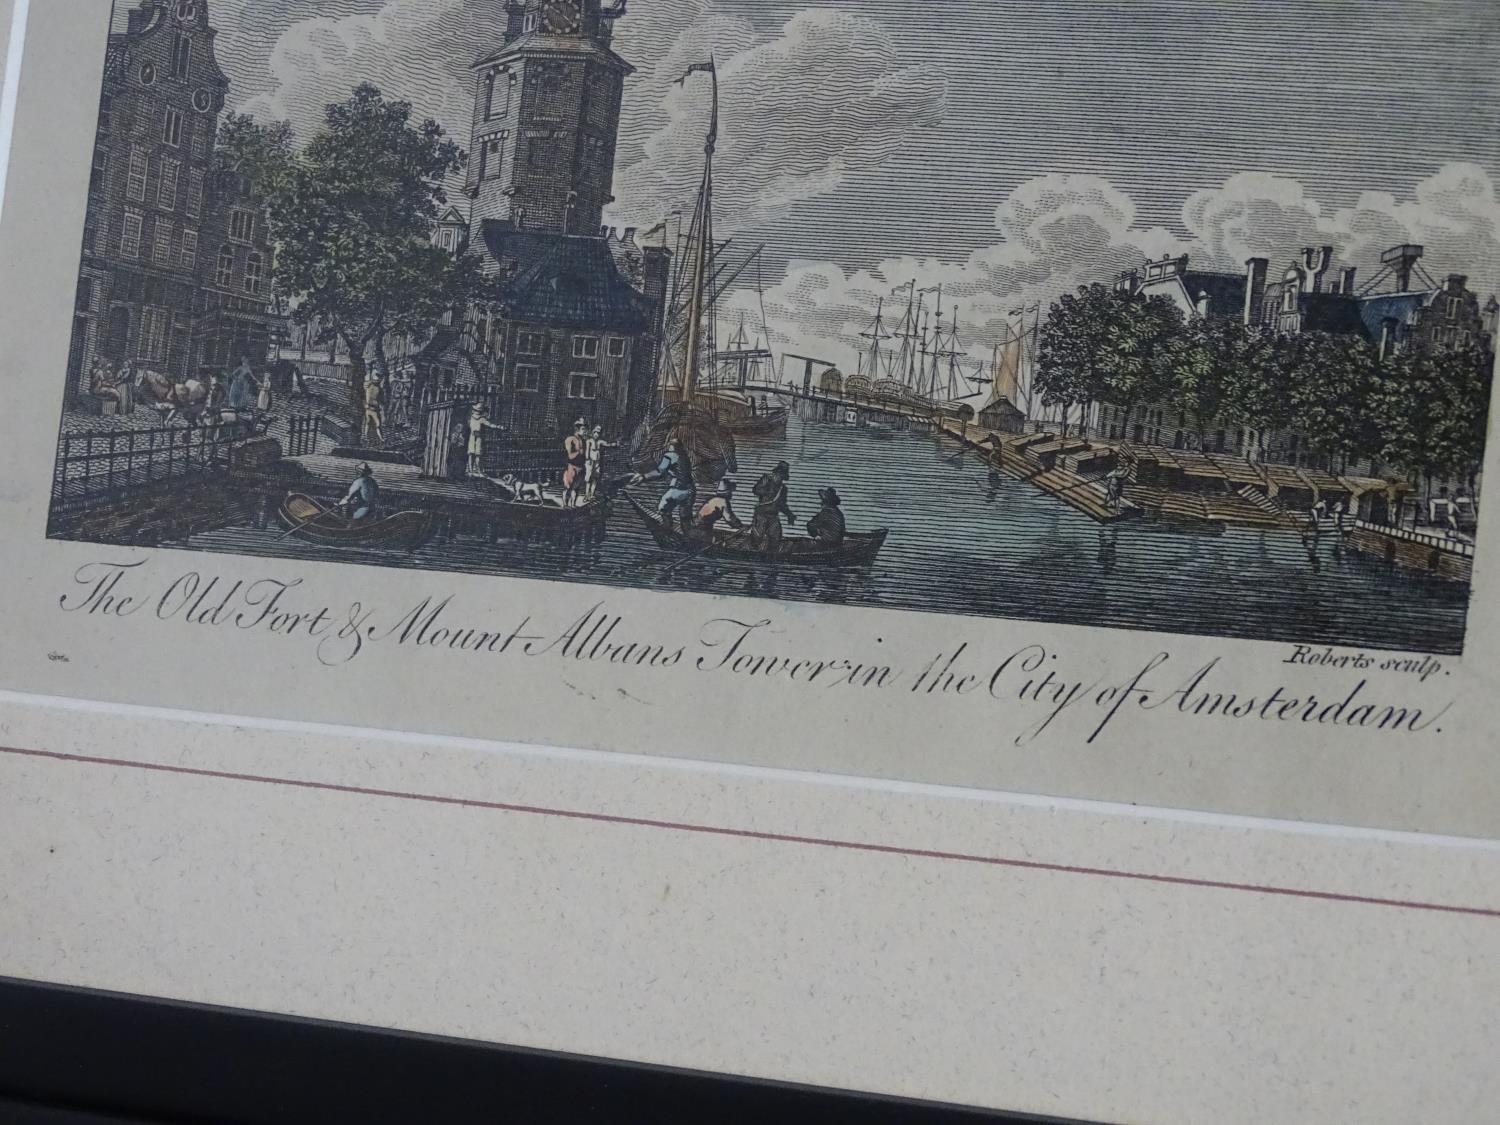 Roberts sculp.
The Old Fort & Mount Albans Tower in the City of Amsterdam.